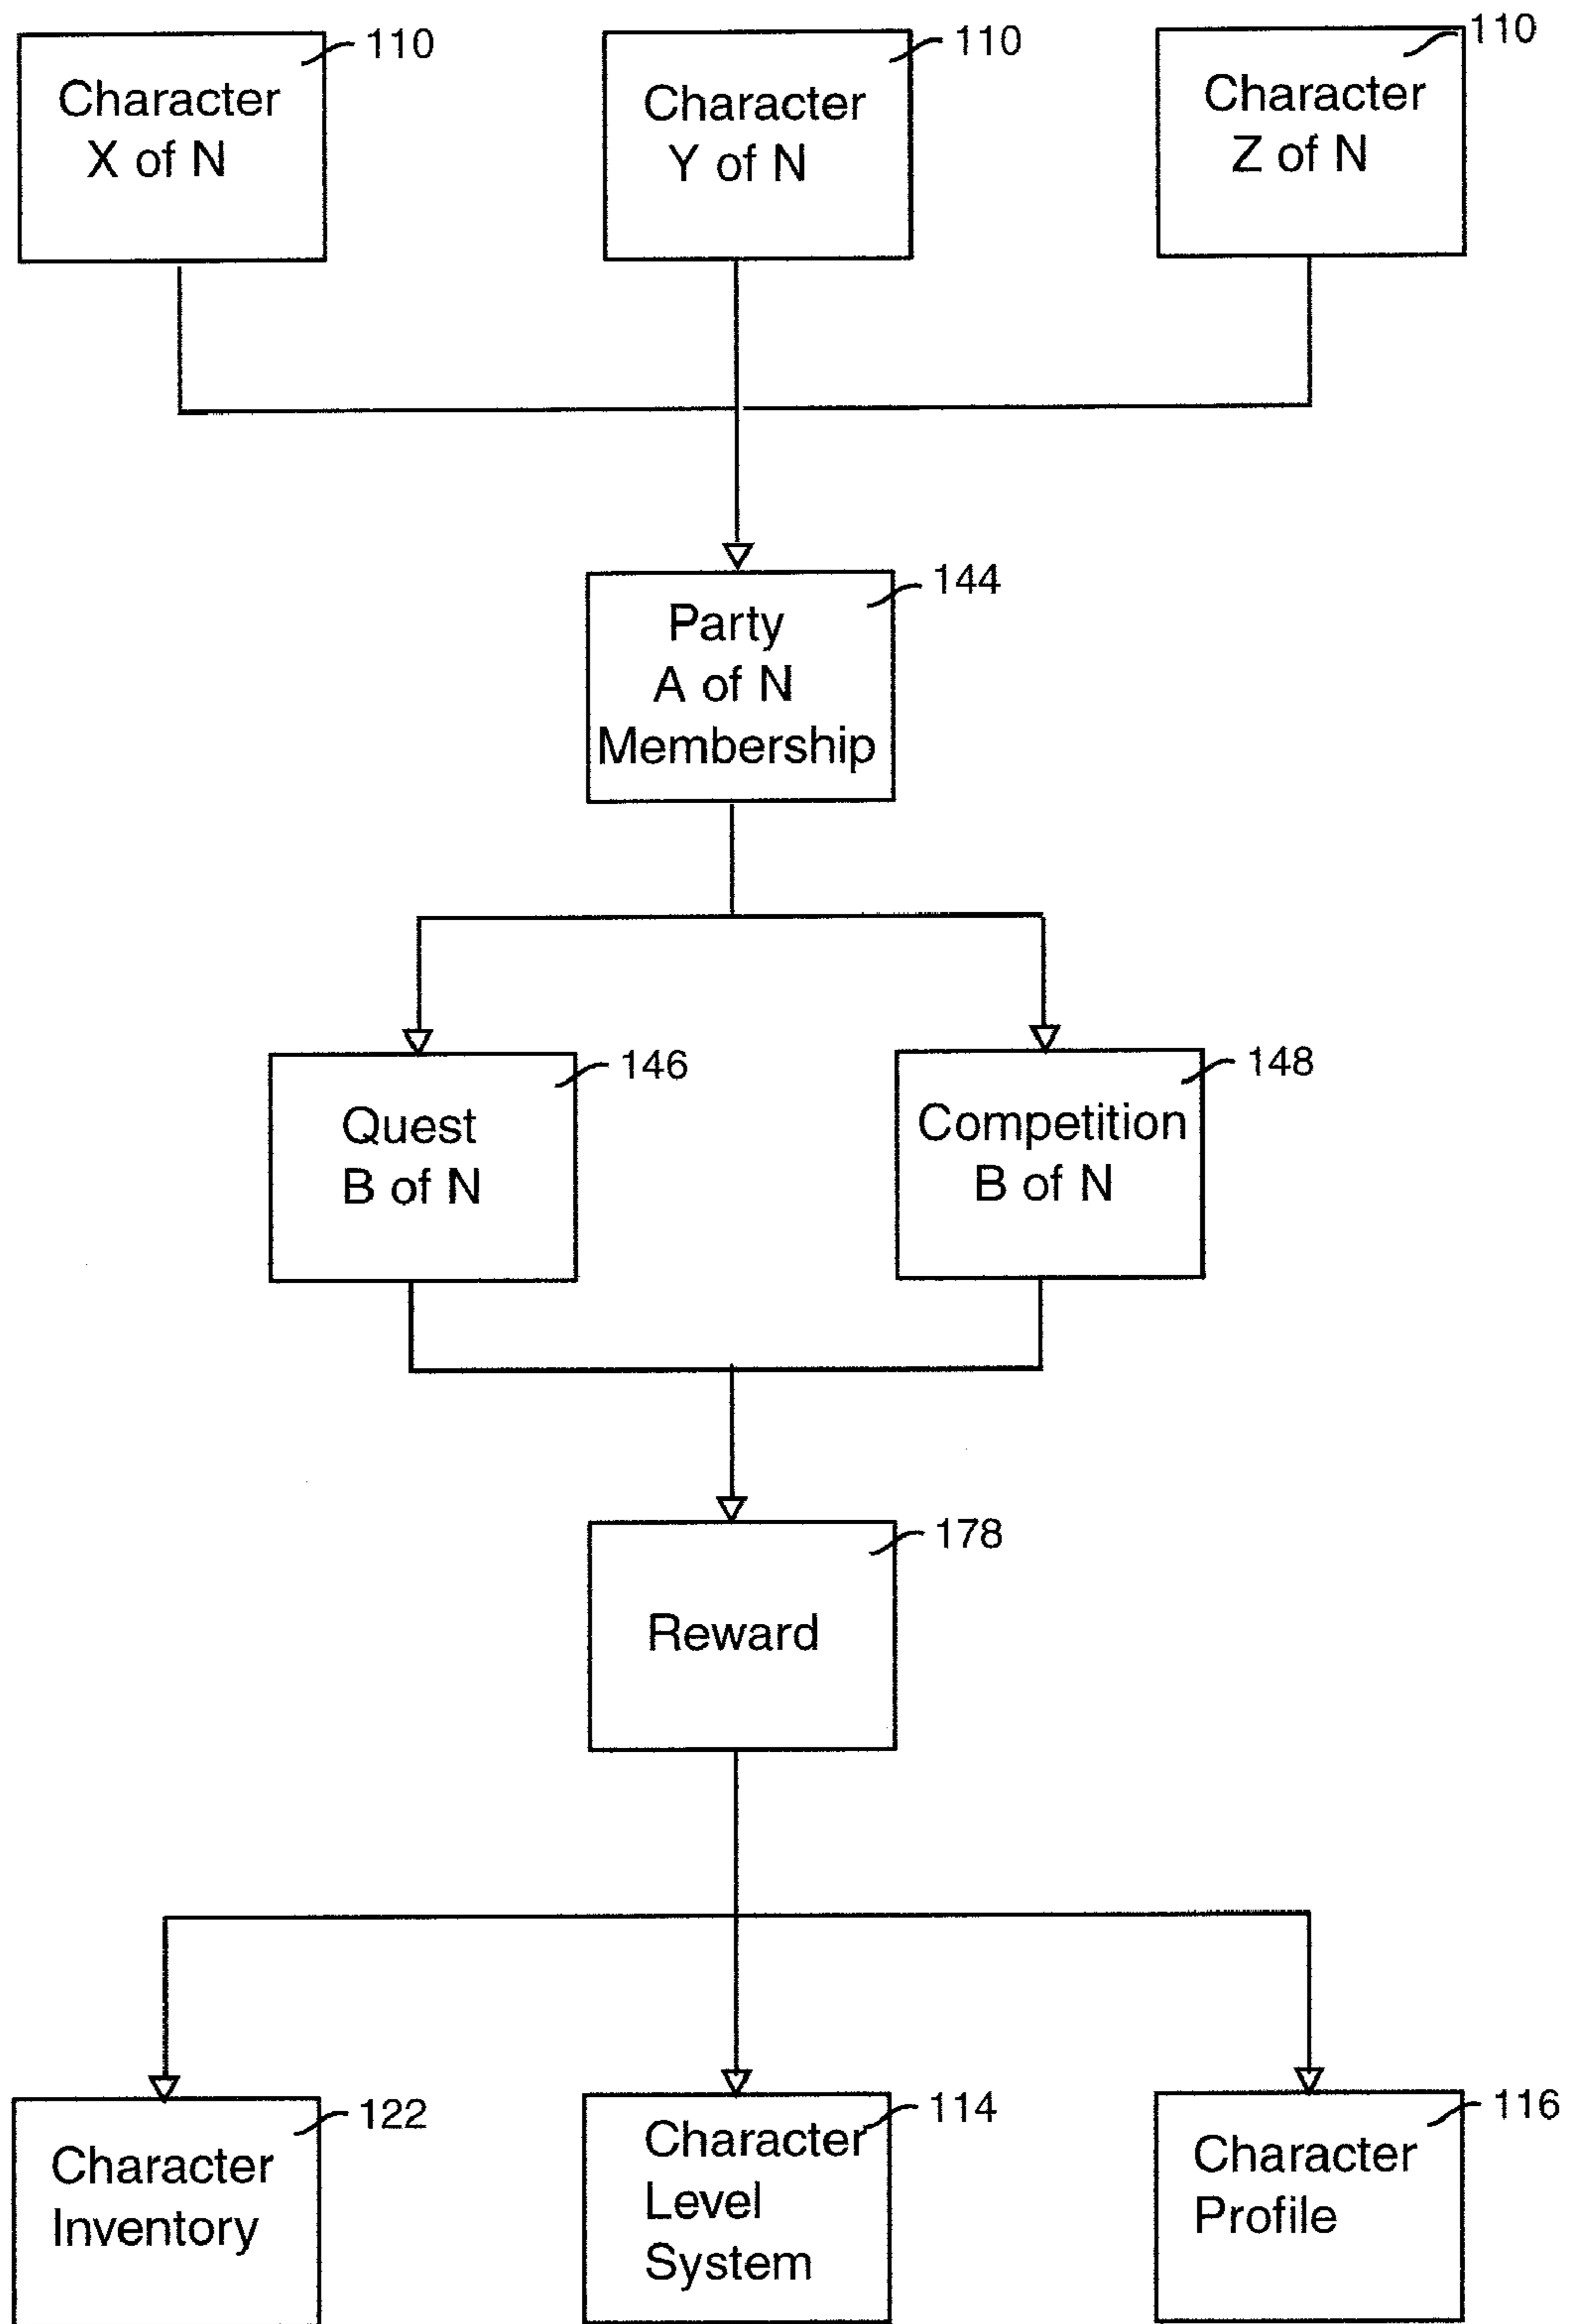 110
Character
X of N
110
Character
Y of N
110
Character
Z of N
144
Party
A of N
Membership
146
Quest
B of N
148
Competition
B of N
178
Reward
122
Character
Inventory
114
Character
Level
System
116
Character
Profile